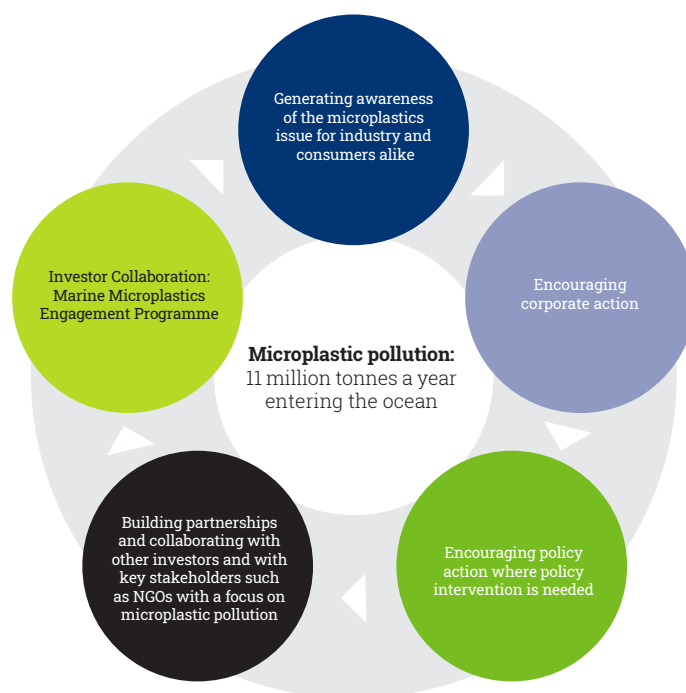 Generating awareness
of the microplastics
issue for industry and
consumers alike
Encouraging
corporate action
Encouraging policy
action where policy
intervention is needed
Building partnerships
and collaborating with
other investors and with
key stakeholders such
as NGOs with a focus on
microplastic pollution
Investor Collaboration:
Marine Microplastics
Engagement Programme
Microplastic pollution:
11 million tonnes a year
entering the ocean